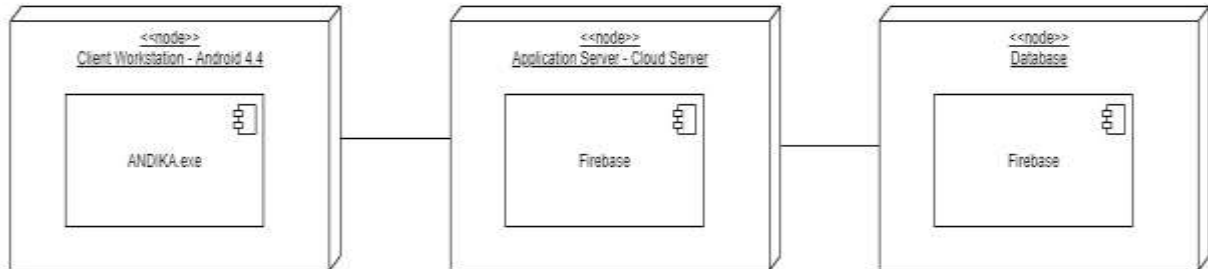 <<node>>
Client Workstation - Android 4.4
ANDIKA.exe
<<node>>
Application Server - Cloud Server
Firebase
<<node>>
Database
Firebase